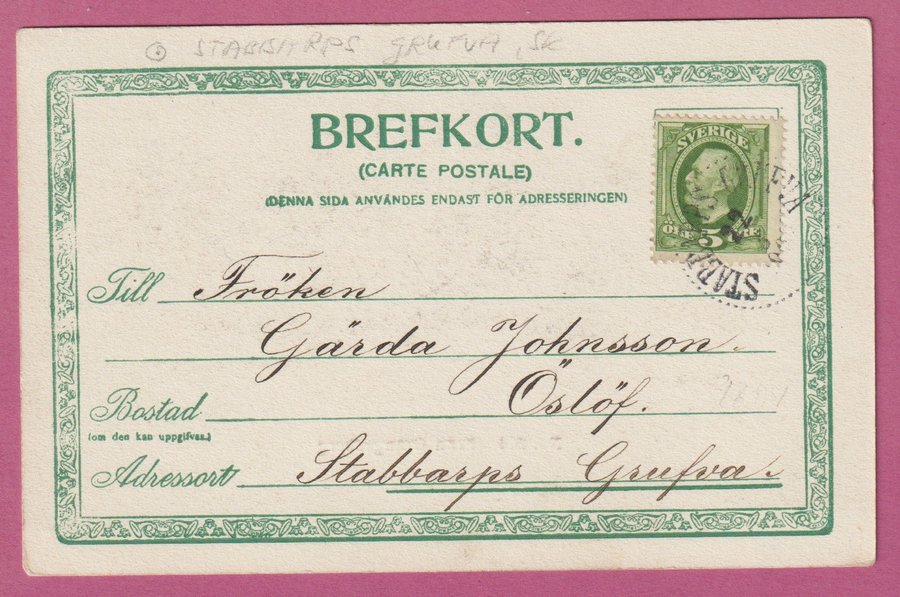 STABBARPS GRUFVA, SK
BREFKORT.
(CARTE POSTALE)
(DENNA SIDA ANVÄNDES ENDAST FÖR ADRESSERINGEN)
SVERIGE
5
Till Fröken
Gärda Johnsson.
Östöf.
Bostad
(om den kan uppgifvas.)
Adressort Stabbarps Grufva.